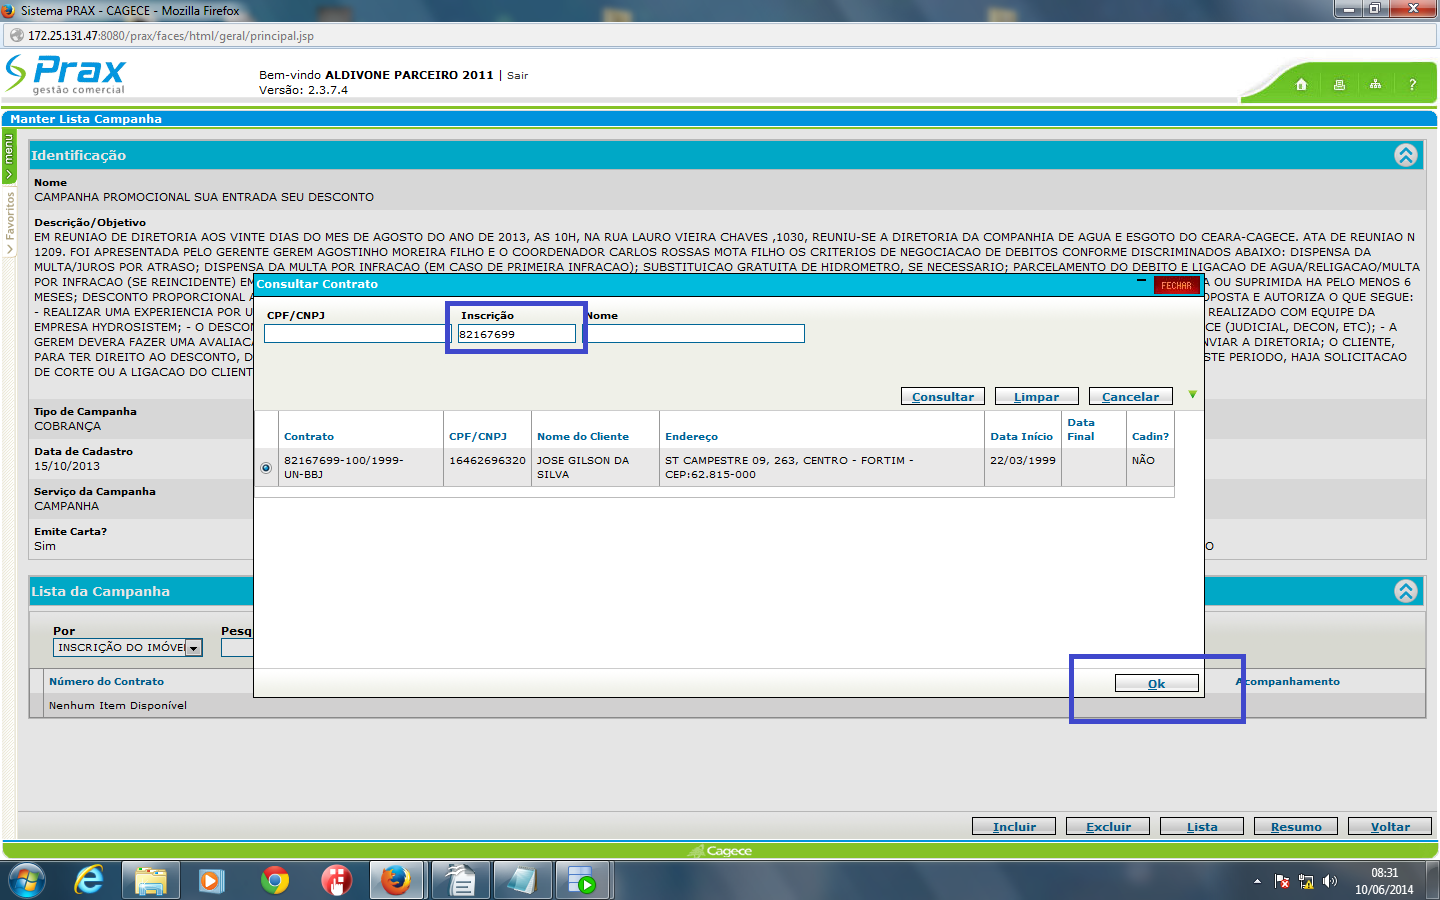 Sistema PRAX - CAGECE - Mozilla Firefox
172.25.131.47:8080/prax/faces/html/geral/principal.jsp
Prax
gestão comercial
Bem-vindo ALDIVONE PARCEIRO 2011 | Sair
Versão: 2.3.7.4
?
Manter Lista Campanha
menu
Favoritos
Identificação
Nome
CAMPANHA PROMOCIONAL SUA ENTRADA SEU DESCONTO
Descrição/Objetivo
EM REUNIAO DE DIRETORIA AOS VINTE DIAS DO MES DE AGOSTO DO ANO DE 2013, AS 10H, NA RUA LAURO VIEIRA CHAVES ,1030, REUNIU-SE A DIRETORIA DA COMPANHIA DE AGUA E ESGOTO DO CEARA-CAGECE. ATA DE REUNIAO N
1209. FOI APRESENTADA PELO GERENTE GEREM AGOSTINHO MOREIRA FILHO E O COORDENADOR CARLOS ROSSAS MOTA FILHO OS CRITERIOS DE NEGOCIACAO DE DEBITOS CONFORME DISCRIMINADOS ABAIXO: DISPENSA DA
MULTA/JUROS POR ATRASO; DISPENSA DA MULTA POR INFRACAO (EM CASO DE PRIMEIRA INFRACAO); SUBSTITUICAO GRATUITA DE HIDROMETRO, SE NECESSARIO; PARCELAMENTO DO DEBITO E LIGACAO DE AGUA/RELIGACAO/MULTA
POR INFRACAO (SE REINCIDENTE) EM A OU SUPRIMIDA HA PELO MENOS 6
MESES; DESCONTO PROPORCIONAL A OPOSTA E AUTORIZA O QUE SEGUE:
- REALIZAR UMA EXPERIENCIA POR U REALIZADO COM EQUIPE DA
EMPRESA HYDROSISTEM; - O DESCON CE (JUDICIAL, DECON, ETC); - A
GEREM DEVERA FAZER UMA AVALIAC NVIAR A DIRETORIA; O CLIENTE,
PARA TER DIREITO AO DESCONTO, D STE PERIODO, HAJA SOLICITACAO
DE CORTE OU A LIGACAO DO CLIENT
Tipo de Campanha
COBRANÇA
Data de Cadastro
15/10/2013
Serviço da Campanha
CAMPANHA
Emite Carta?
Sim
O
Consultar Contrato
FECHAR
CPF/CNPJ Inscrição Nome
82167699
Consultar Limpar Cancelar
Contrato CPF/CNPJ Nome do Cliente Endereço Data Início Data Final Cadin?
82167699-100/1999- 16462696320 JOSE GILSON DA ST CAMPESTRE 09, 263, CENTRO - FORTIM - 22/03/1999 NÃO
UN-BBJ SILVA CEP:62.815-000
Ok
Lista da Campanha
Por Pesq
INSCRIÇÃO DO IMÓVE
Número do Contrato Acompanhamento
Nenhum Item Disponível
Incluir Excluir Lista Resumo Voltar
Cagece
08:31
10/06/2014